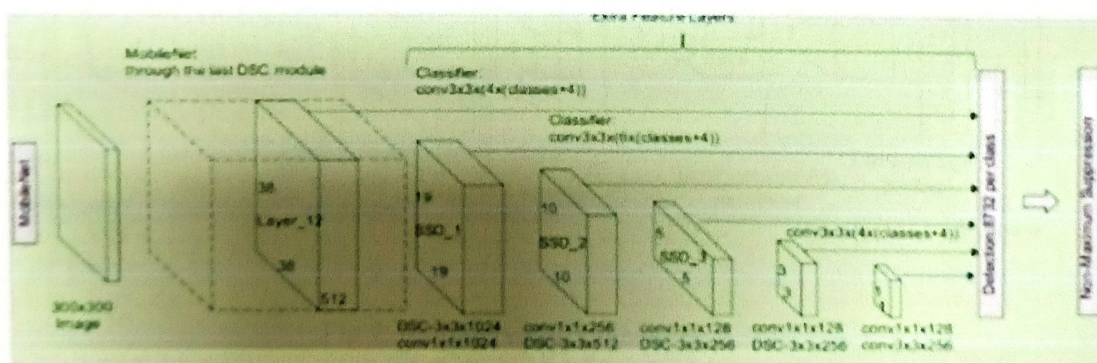 Extra Feature Layers
MobileNet:
through the last DSC module
Classifier:
conv3x3x(4x(classes+4))
Classifier
conv3x3x(6x(classes+4))
MobileNet
38
Layer_12
38
512
19
SSD_1
19
10
SSD_2
10
5
SSD_3
5
conv3x3x(4x(classes+4))
3
Detection:8732 per class
Non-Maximum Suppression
300x300
Image
DSC-3x3x1024
conv1x1x1024
conv1x1x256
DSC-3x3x512
conv1x1x128
DSC-3x3x256
conv1x1x128
DSC-3x3x256
conv1x1x128
conv3x3x256